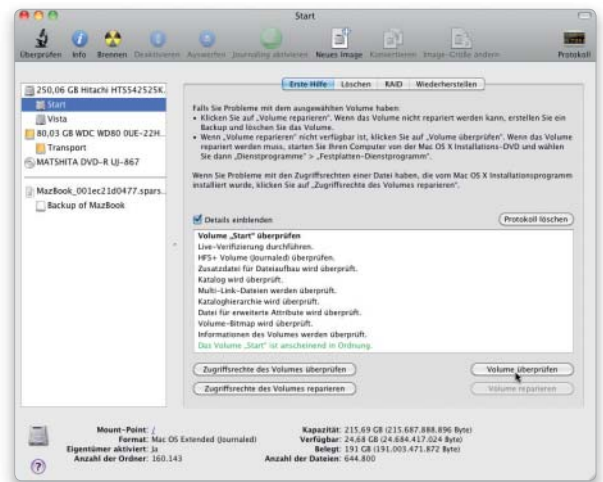 Start
Überprüfen Info Brennen Deaktivieren Auswerfen Journaling aktivieren Neues Image Konvertieren Image-Größe ändern Protokoll
250,06 GB Hitachi HTS542525K…
Start
Vista
80,03 GB WDC WD80 0UE-22H…
Transport
MATSHITA DVD-R UJ-867
MazBook_001ec21d0477.spars…
Backup of MazBook
Erste Hilfe Löschen RAID Wiederherstellen
Falls Sie Probleme mit dem ausgewählten Volume haben:
• Klicken Sie auf „Volume reparieren“. Wenn das Volume nicht repariert werden kann, erstellen Sie ein
Backup und löschen Sie das Volume.
• Wenn „Volume reparieren“ nicht verfügbar ist, klicken Sie auf „Volume überprüfen“. Wenn das Volume
repariert werden muss, starten Sie Ihren Computer von der Mac OS X Installations-DVD und wählen
Sie dann „Dienstprogramme“ > „Festplatten-Dienstprogramm“.
Wenn Sie Probleme mit den Zugriffsrechten einer Datei haben, die vom Mac OS X Installationsprogramm
installiert wurde, klicken Sie auf „Zugriffsrechte des Volumes reparieren“.
Details einblenden Protokoll löschen
Volume „Start“ überprüfen
Live-Verifizierung durchführen.
HFS+ Volume (Journaled) überprüfen.
Zusatzdatei für Dateiaufbau wird überprüft.
Katalog wird überprüft.
Multi-Link-Dateien werden überprüft.
Kataloghierarchie wird überprüft.
Datei für erweiterte Attribute wird überprüft.
Volume-Bitmap wird überprüft.
Informationen des Volumes werden überprüft.
Das Volume „Start“ ist anscheinend in Ordnung.
Zugriffsrechte des Volumes überprüfen Volume überprüfen
Zugriffsrechte des Volumes reparieren Volume reparieren
Mount-Point: / Kapazität: 215,69 GB (215.687.888.896 Byte)
Format: Mac OS Extended (Journaled) Verfügbar: 24,68 GB (24.684.417.024 Byte)
Eigentümer aktiviert: Ja Belegt: 191 GB (191.003.471.872 Byte)
Anzahl der Ordner: 160.143 Anzahl der Dateien: 644.800
?